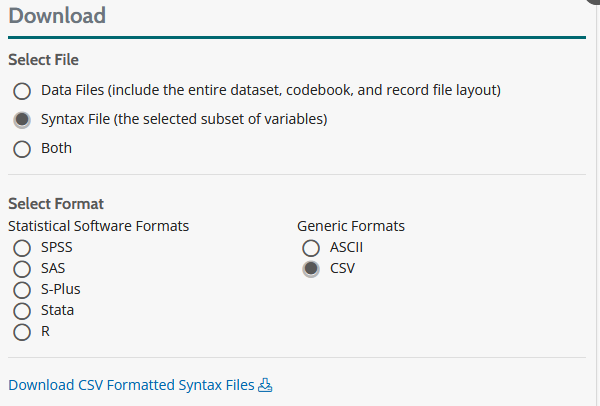 Download
Select File
Data Files (include the entire dataset, codebook, and record file layout)
Syntax File (the selected subset of variables)
Both
Select Format
Statistical Software Formats
SPSS
SAS
S-Plus
Stata
R
Generic Formats
ASCII
CSV
Download CSV Formatted Syntax Files